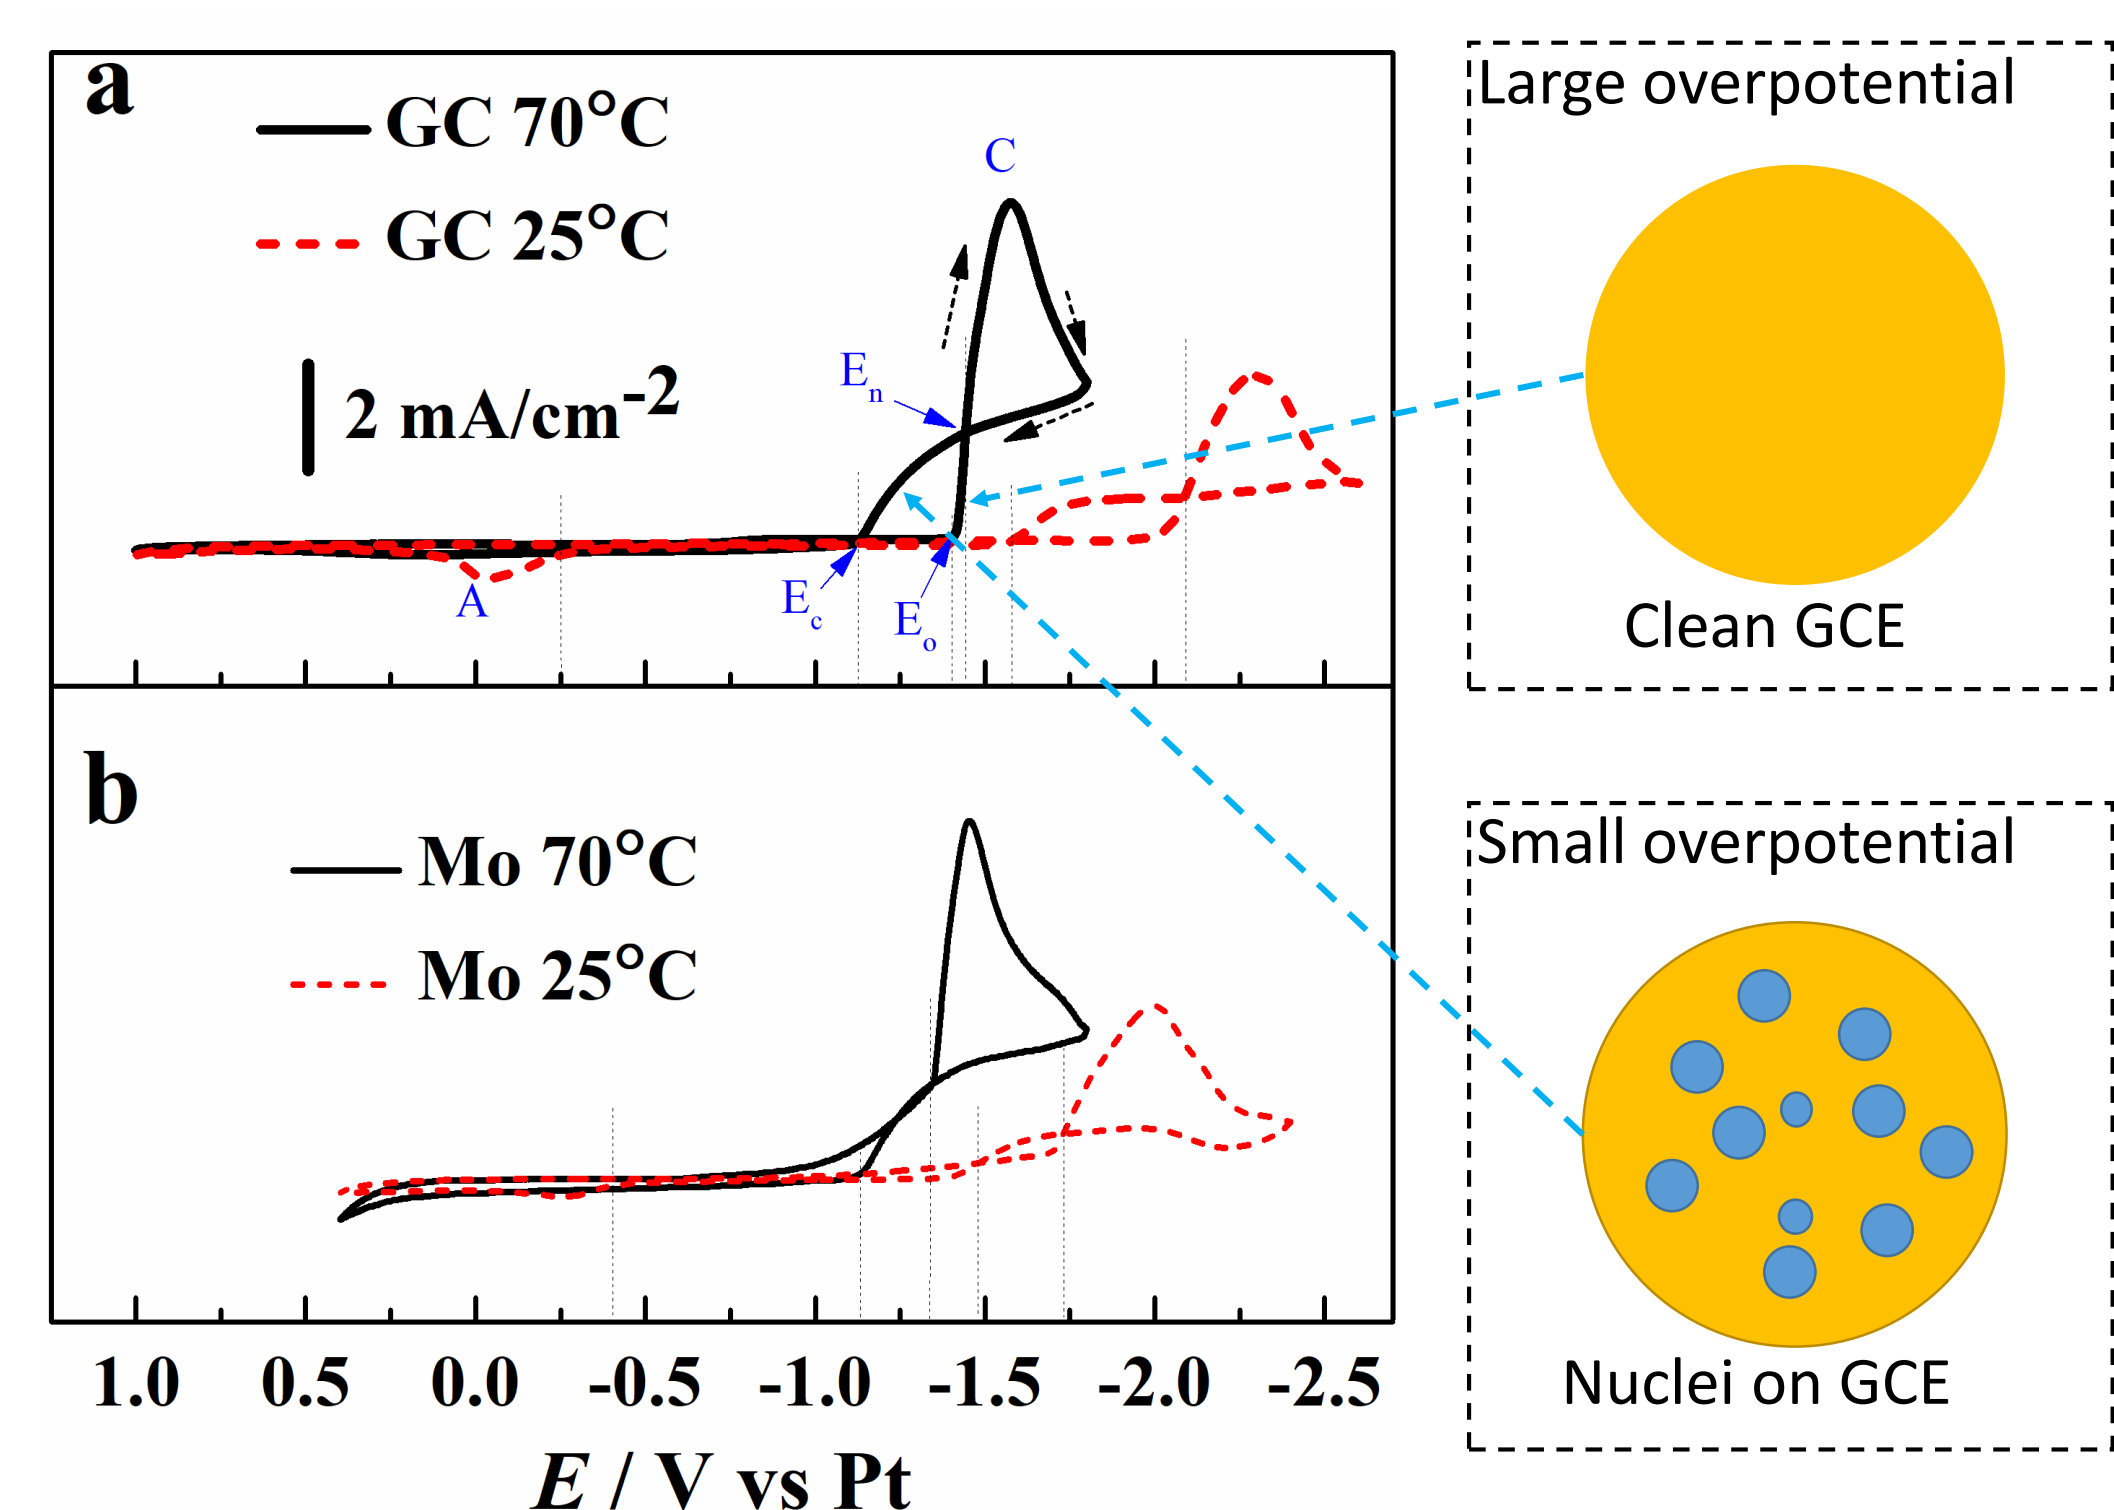 a
GC 70°C
GC 25°C
2 mA/cm-2
C
En
A
Ec
Eo
Large overpotential
Clean GCE
b
Mo 70°C
Mo 25°C
Small overpotential
Nuclei on GCE
1.0 0.5 0.0 -0.5 -1.0 -1.5 -2.0 -2.5
E / V vs Pt